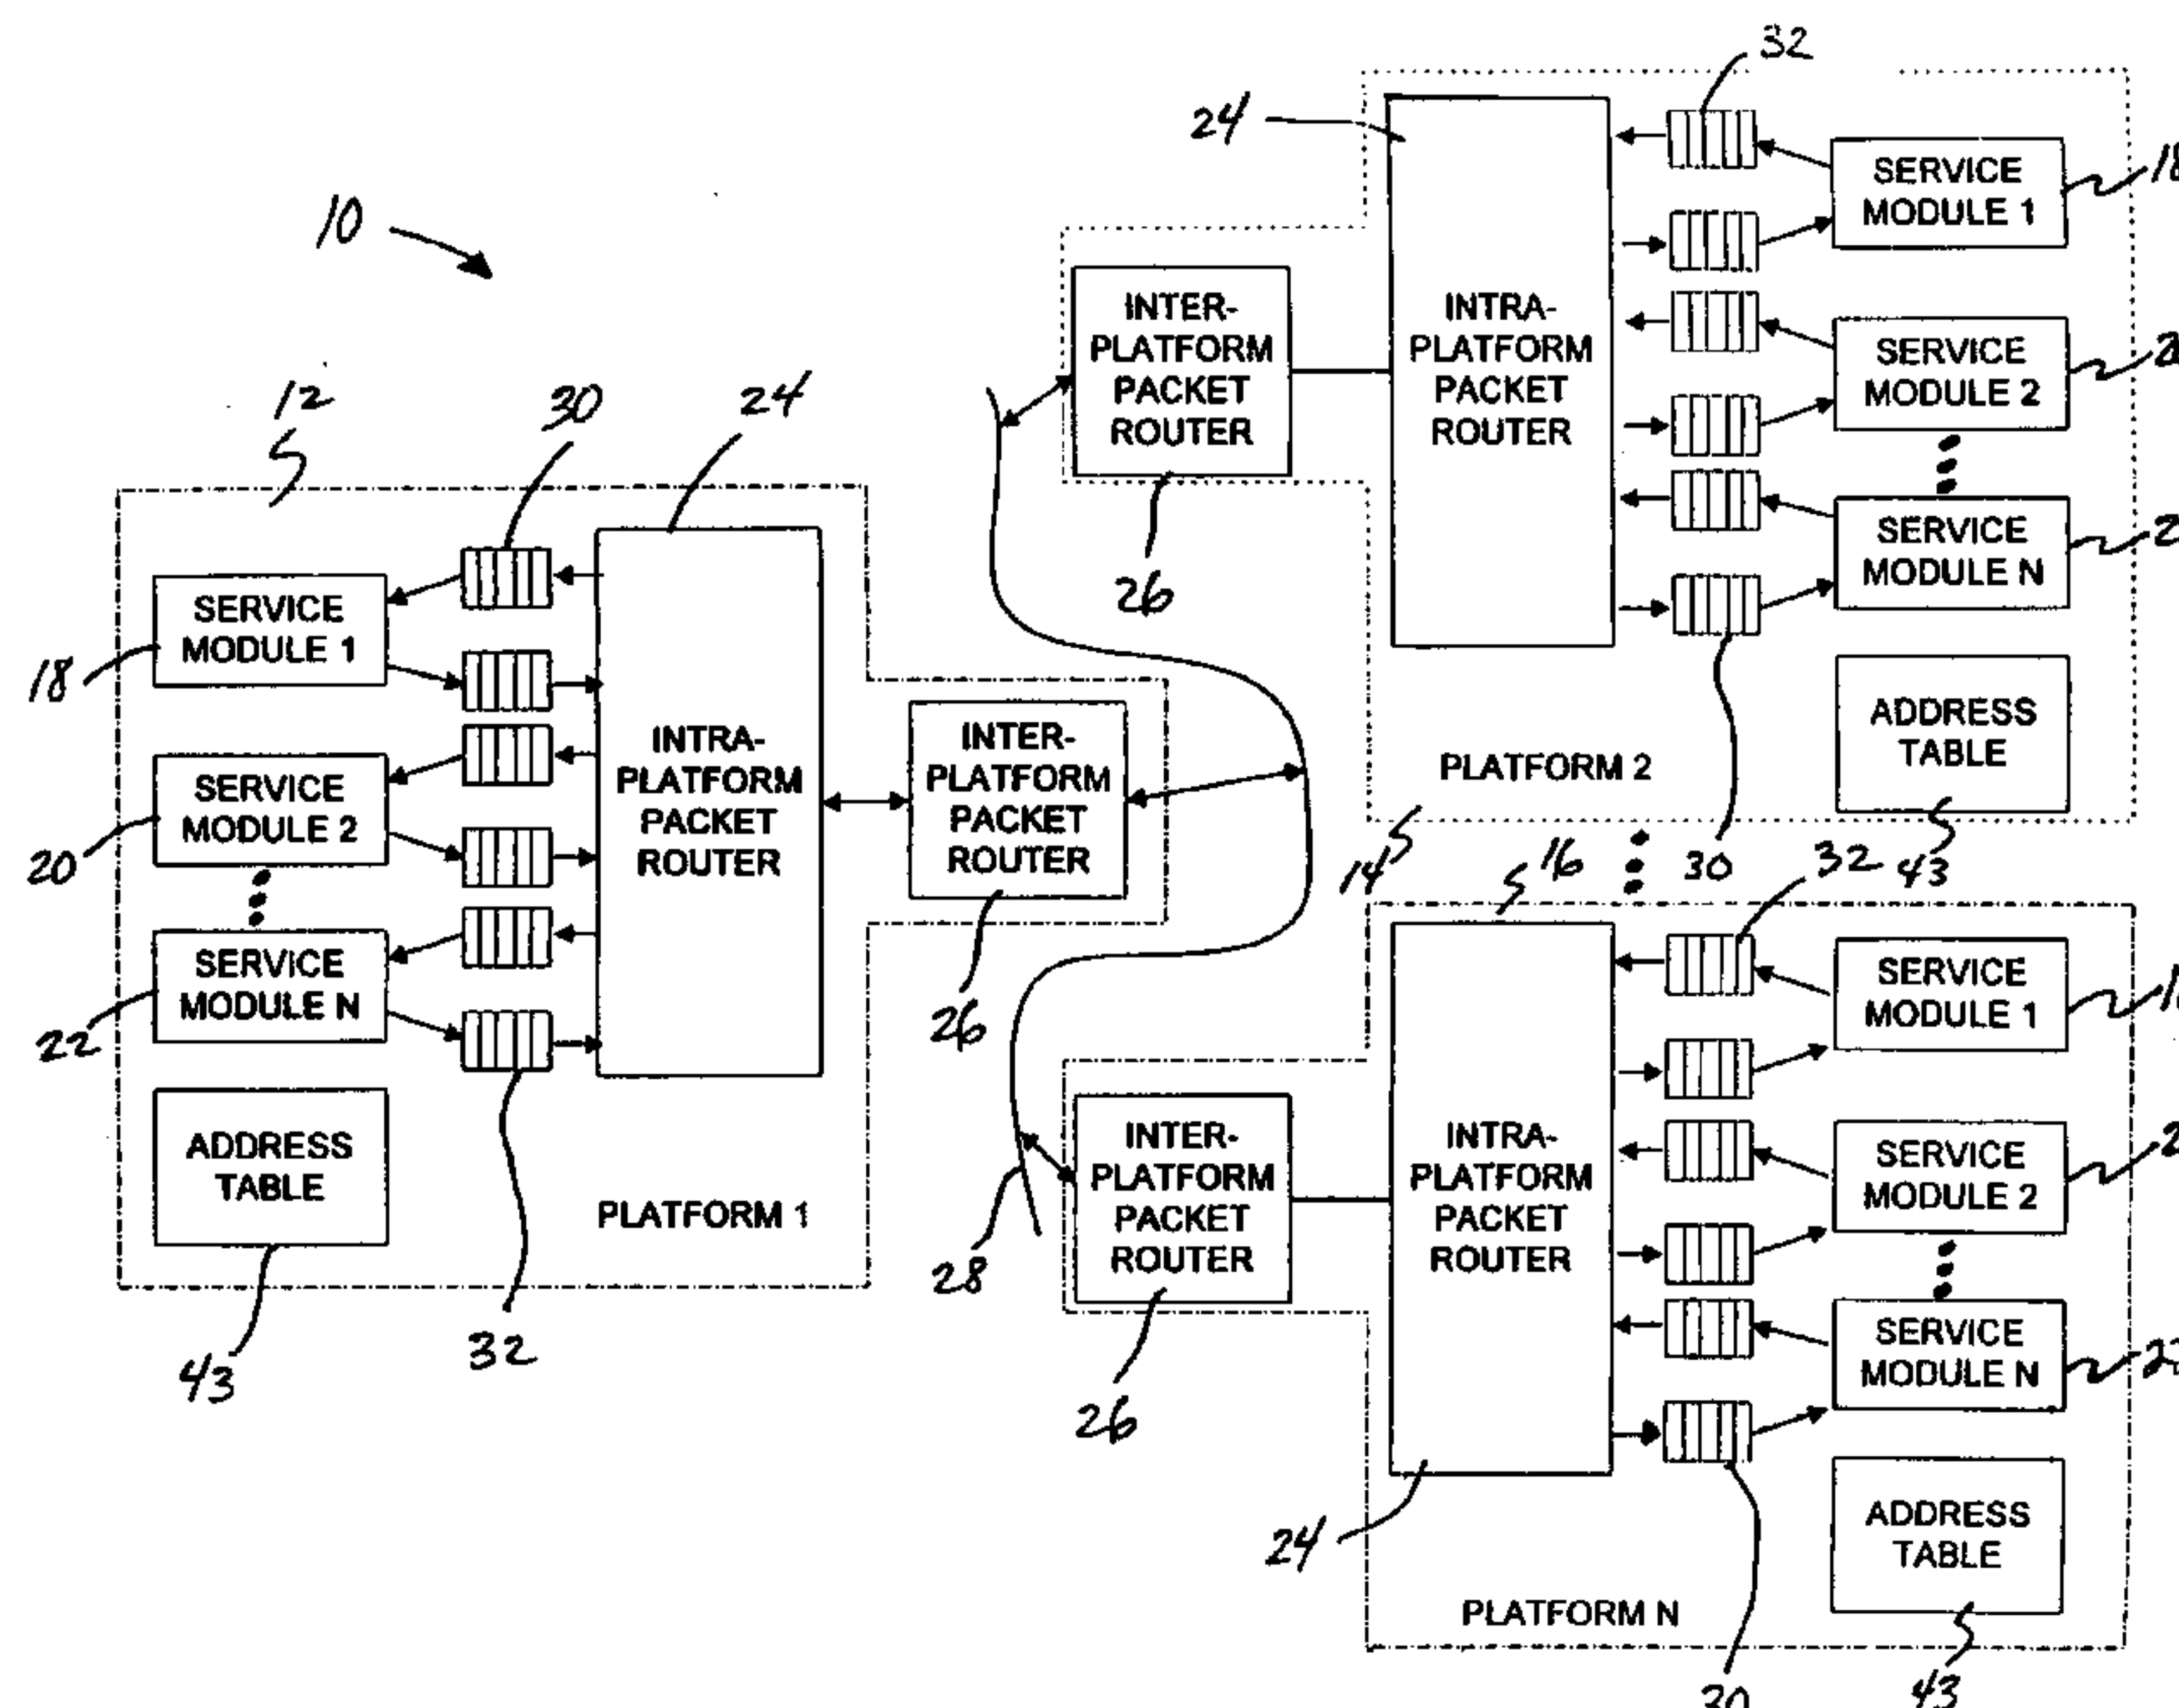 10
12
30
24
SERVICE
MODULE 1
18
SERVICE
MODULE 2
20
SERVICE
MODULE N
22
ADDRESS
TABLE
43
32
PLATFORM 1
INTRA-
PLATFORM
PACKET
ROUTER
INTER-
PLATFORM
PACKET
ROUTER
26
28
32
24
INTER-
PLATFORM
PACKET
ROUTER
26
INTRA-
PLATFORM
PACKET
ROUTER
SERVICE
MODULE 1
18
SERVICE
MODULE 2
SERVICE
MODULE N
ADDRESS
TABLE
PLATFORM 2
14
30
43
16
32
INTER-
PLATFORM
PACKET
ROUTER
26
INTRA-
PLATFORM
PACKET
ROUTER
24
SERVICE
MODULE 1
SERVICE
MODULE 2
SERVICE
MODULE N
22
ADDRESS
TABLE
PLATFORM N
30
43